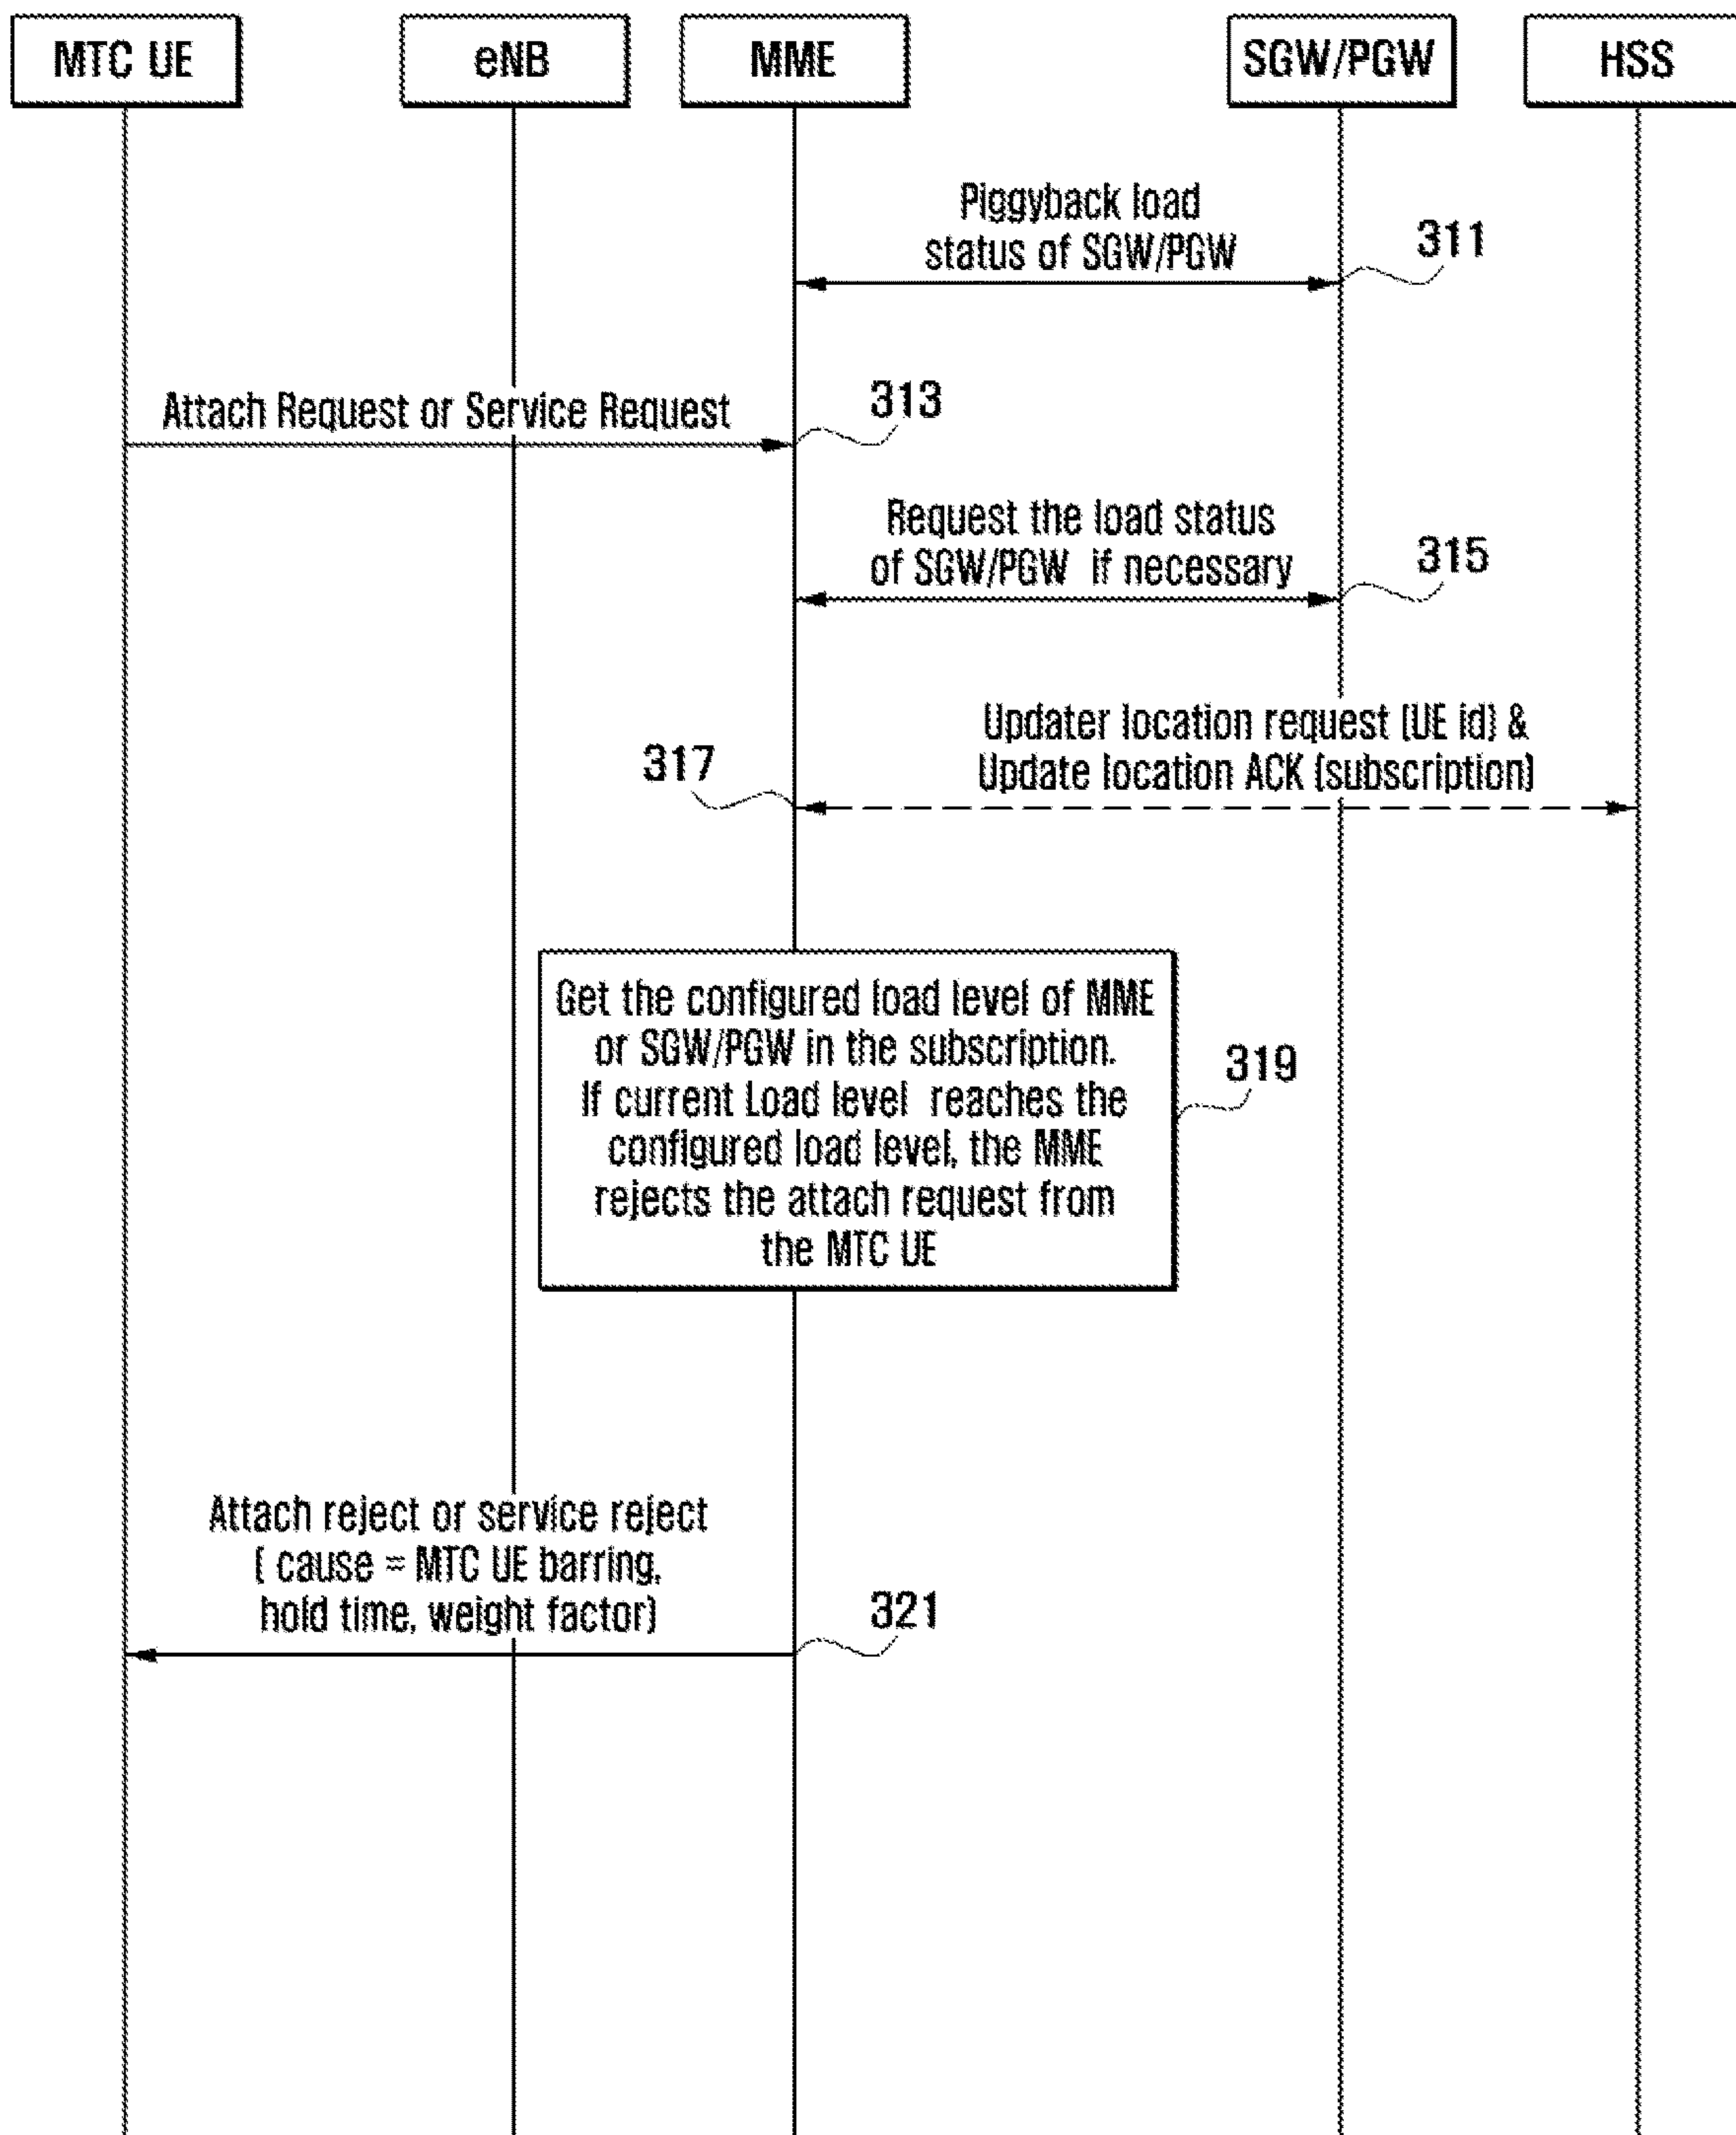 MTC UE
eNB
MME
SGW/PGW
HSS
Piggyback load
status of SGW/PGW
311
Attach Request or Service Request
313
Request the load status
of SGW/PGW if necessary
315
Updater location request (UE id) &
Update location ACK (subscription)
317
Get the configured load level of MME
or SGW/PGW in the subscription.
If current Load level reaches the
configured load level, the MME
rejects the attach request from
the MTC UE
319
Attach reject or service reject
( cause = MTC UE barring,
hold time, weight factor)
321